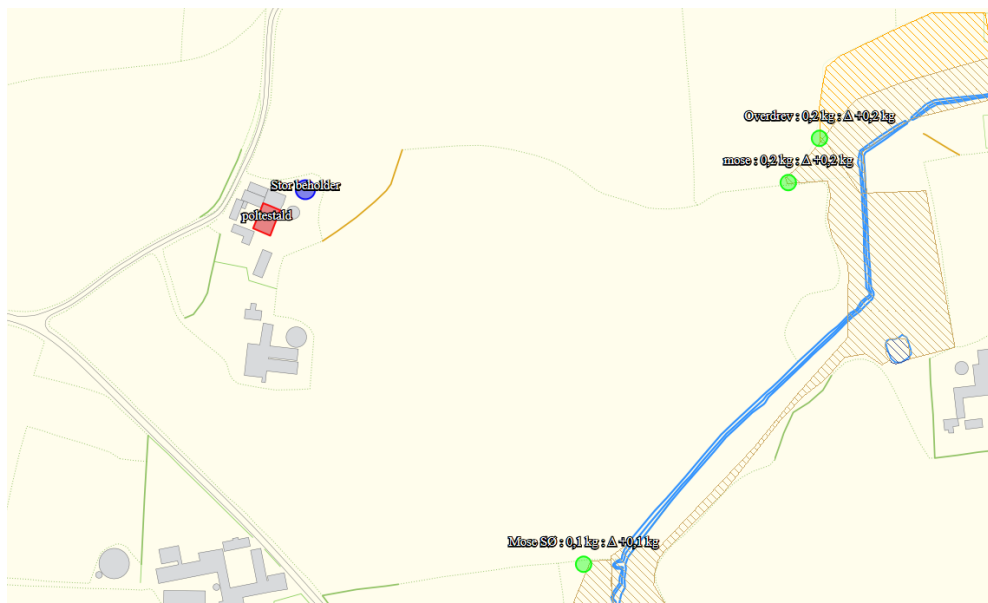 Overdrev : 0,2 kg : Δ +0,2 kg
mose : 0,2 kg : Δ +0,2 kg
Stor beholder
poltestald
Mose SØ : 0,1 kg : Δ +0,1 kg